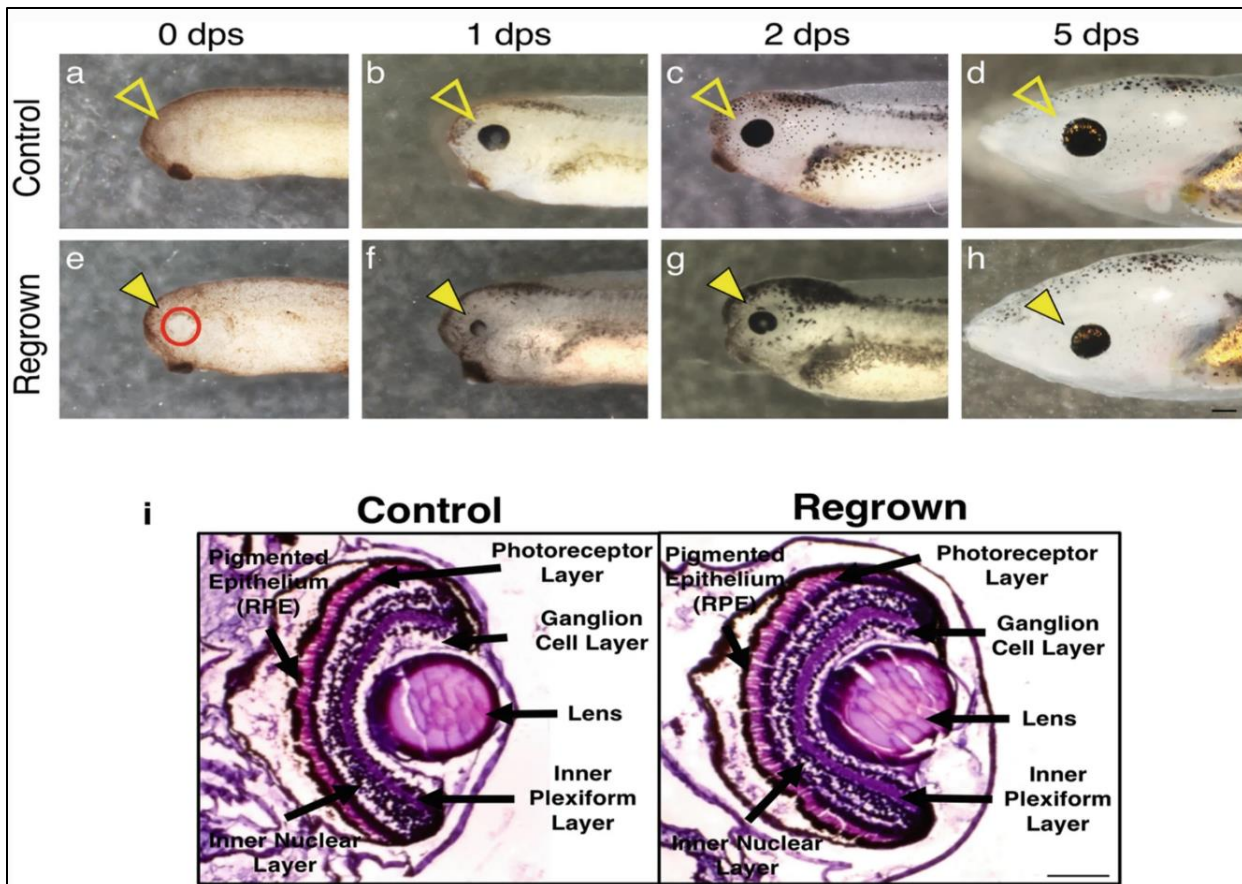 0 dps 1 dps 2 dps 5 dps
Control
a b c d
Regrown
e f g h
i
Control Regrown
Pigmented
Epithelium
(RPE)
Photoreceptor
Layer
Ganglion
Cell Layer
Lens
Inner
Plexiform
Layer
Inner Nuclear
Layer
Pigmented
Epithelium
(RPE)
Photoreceptor
Layer
Ganglion
Cell Layer
Lens
Inner
Plexiform
Layer
Inner Nuclear
Layer